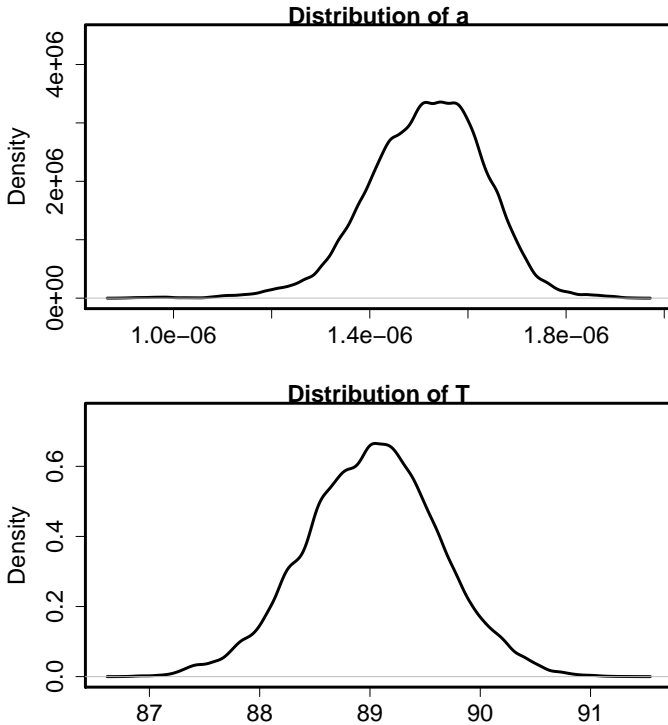 Distribution of a
Density
4e+06
2e+06
0e+00
1.0e−06 1.4e−06 1.8e−06
Distribution of T
Density
0.6
0.4
0.2
0.0
87 88 89 90 91